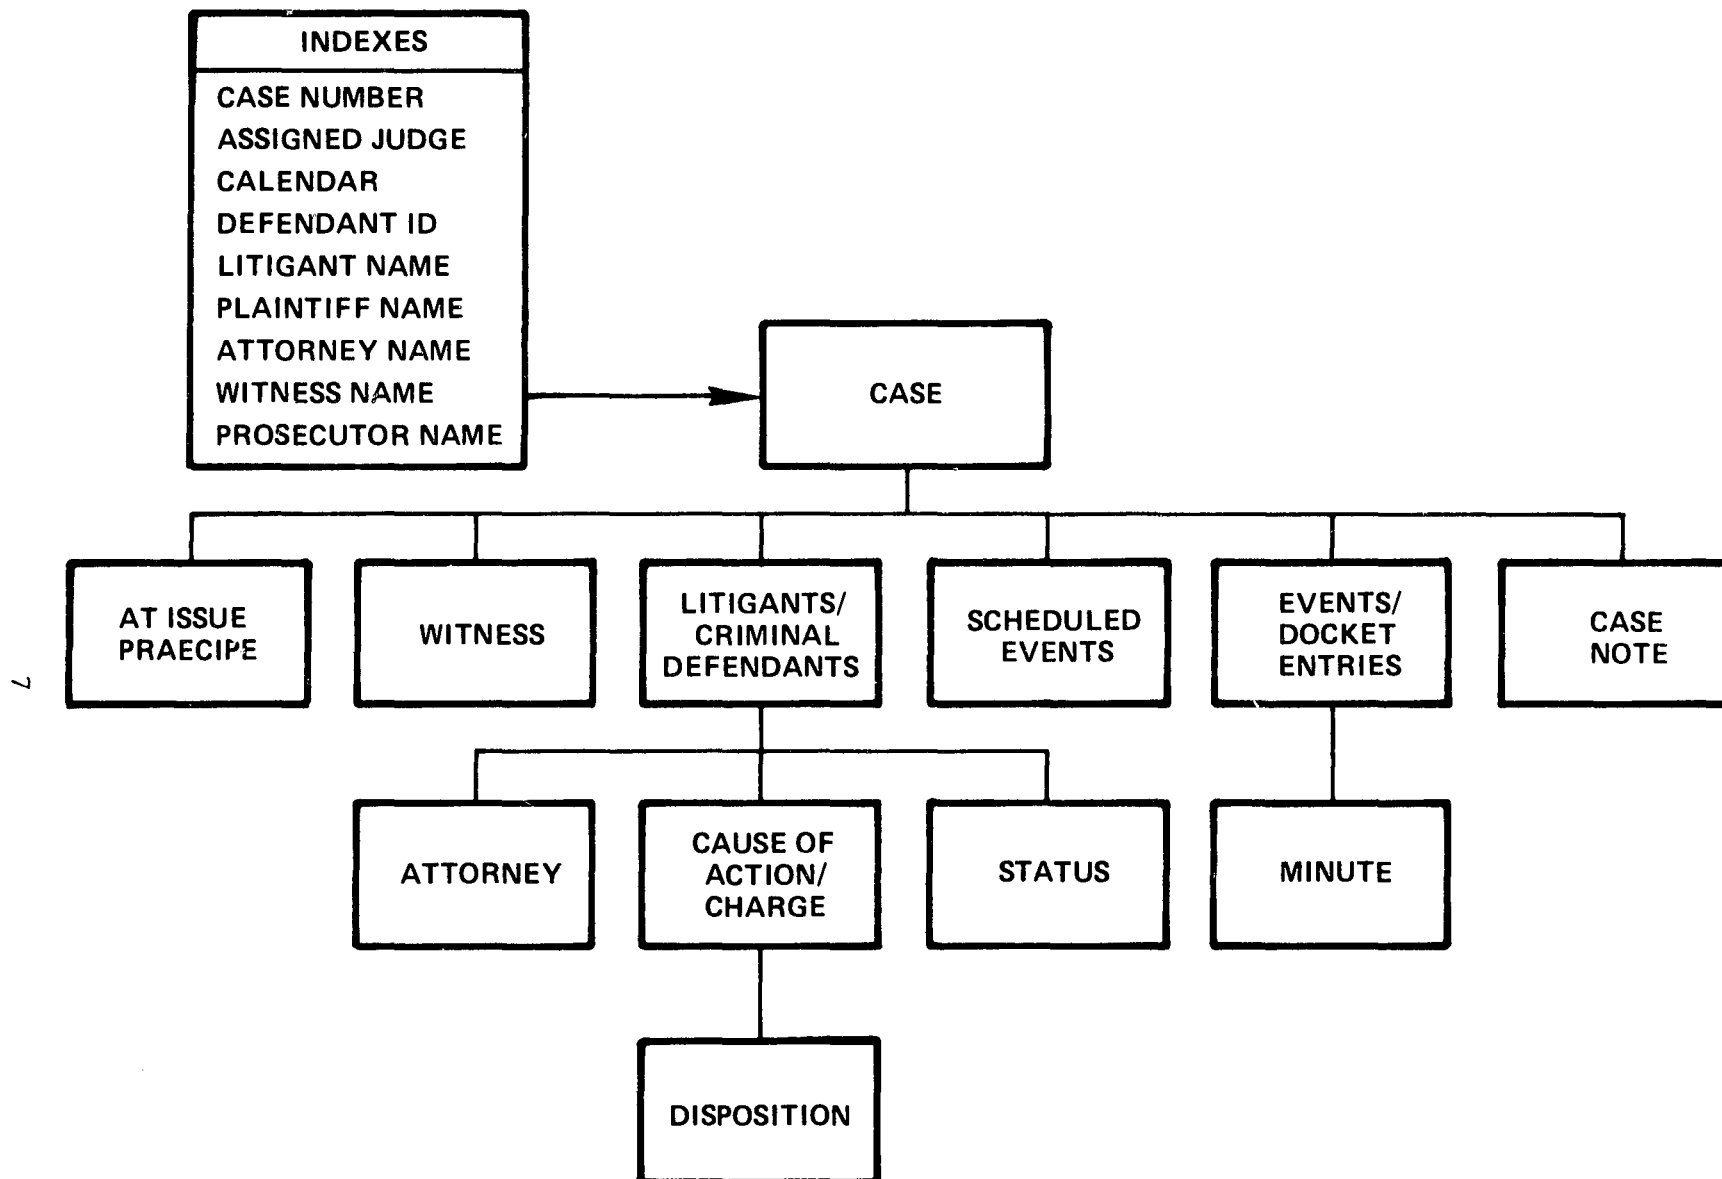 INDEXES
CASE NUMBER
ASSIGNED JUDGE
CALENDAR
DEFENDANT ID
LITIGANT NAME
PLAINTIFF NAME
ATTORNEY NAME
WITNESS NAME
PROSECUTOR NAME
CASE
AT ISSUE
PRAECIPE
WITNESS
LITIGANTS/
CRIMINAL
DEFENDANTS
SCHEDULED
EVENTS
EVENTS/
DOCKET
ENTRIES
CASE
NOTE
7
ATTORNEY
CAUSE OF
ACTION/
CHARGE
STATUS
MINUTE
DISPOSITION